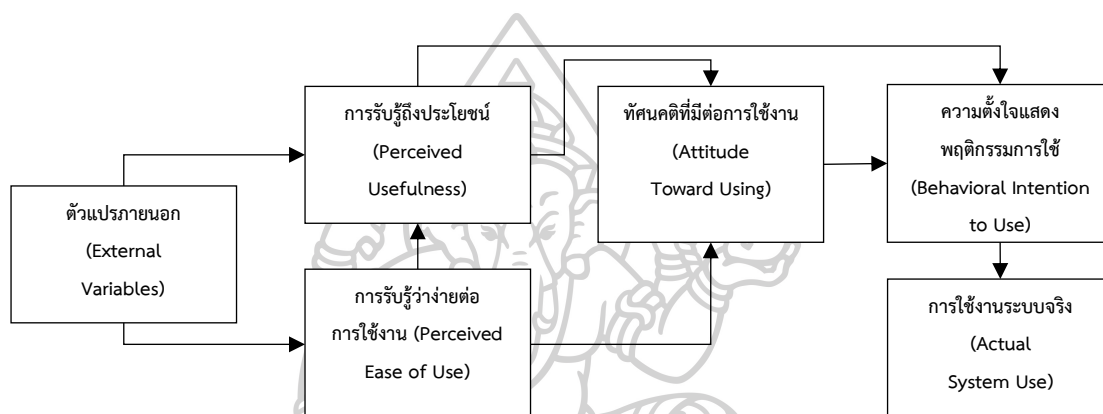 ตัวแปรภายนอก
(External
Variables)
การรับรู้ถึงประโยชน์
(Perceived
Usefulness)
การรับรู้ว่าง่ายต่อ
การใช้งาน (Perceived
Ease of Use)
ทัศนคติที่มีต่อการใช้งาน
(Attitude
Toward Using)
ความตั้งใจแสดง
พฤติกรรมการใช้
(Behavioral Intention
to Use)
การใช้งานระบบจริง
(Actual
System Use)